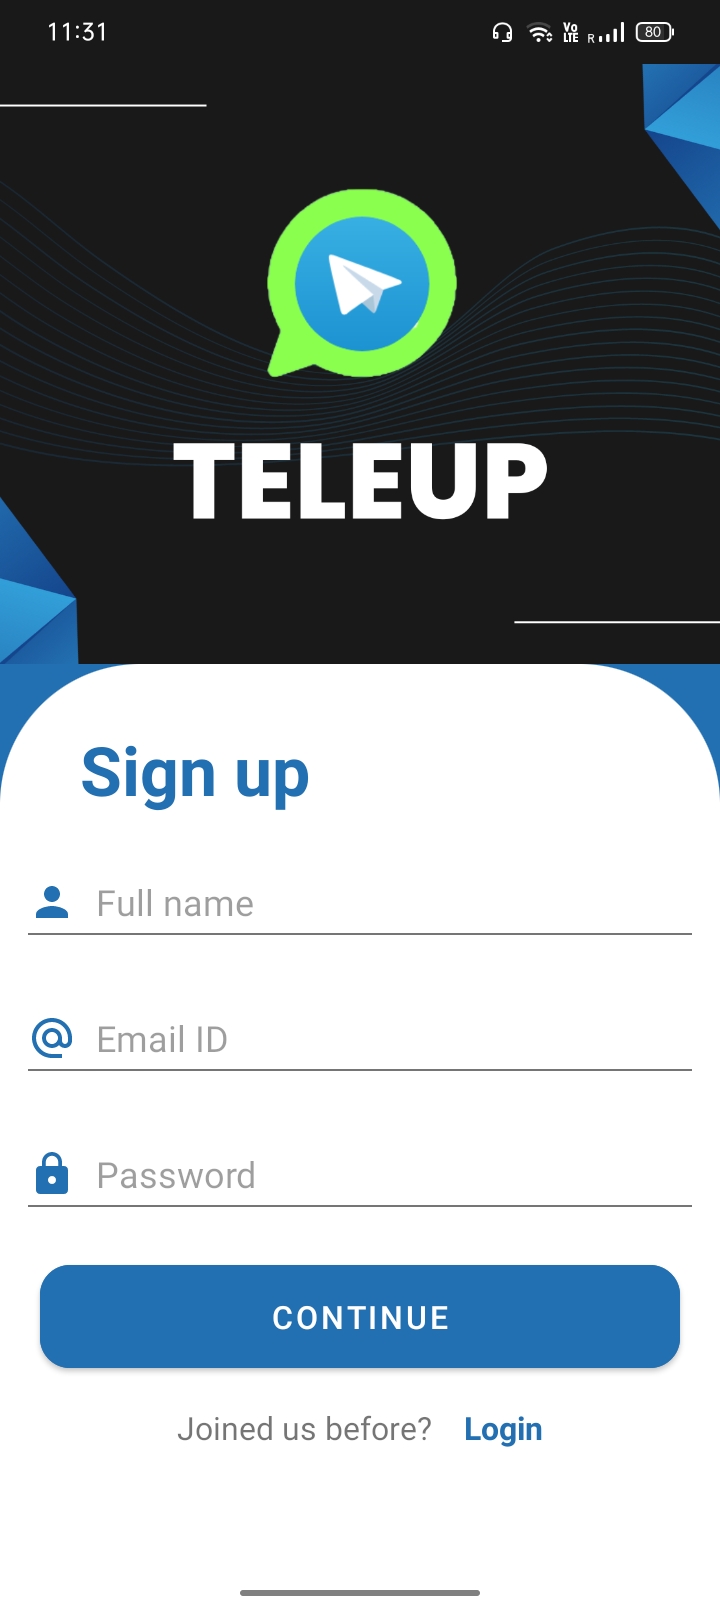 11:31
Vo LTE R 80
TELEUP
Sign up
Full name
Email ID
Password
CONTINUE
Joined us before? Login